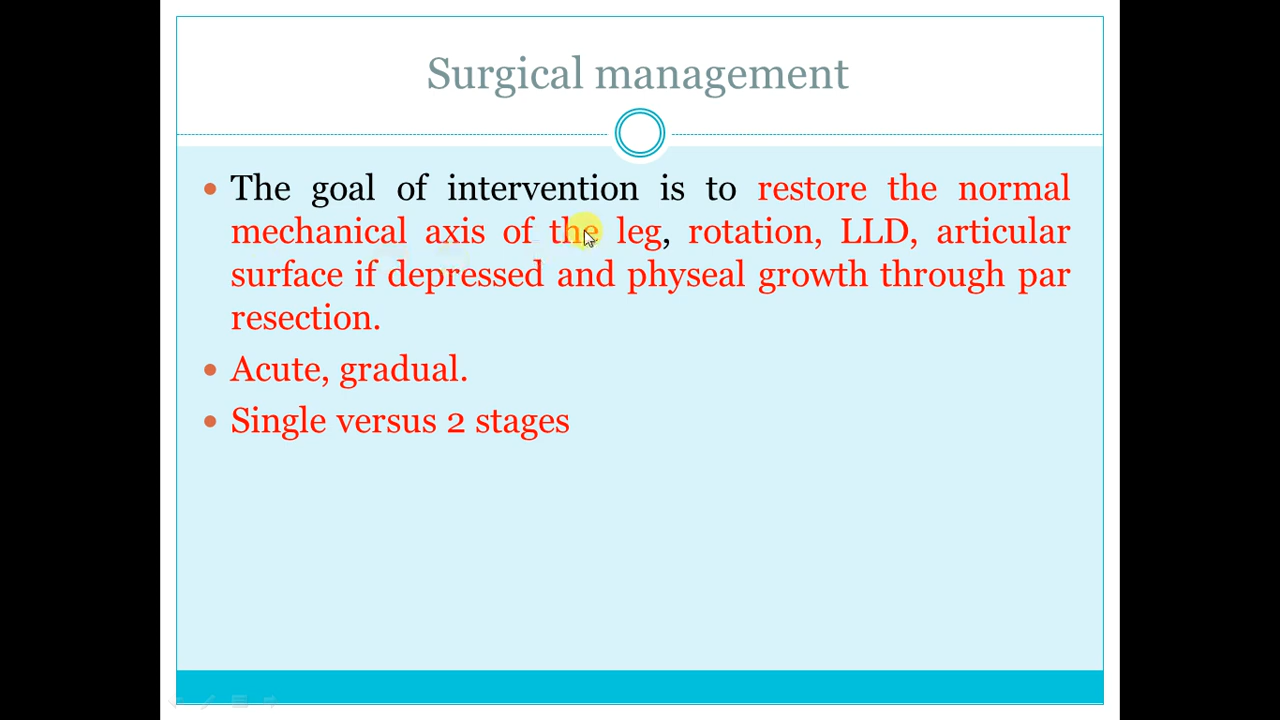 Surgical management
The goal of intervention is to restore the normal
mechanical axis of the leg, rotation, LLD, articular
surface if depressed and physeal growth through par
resection.
Acute, gradual.
Single versus 2 stages